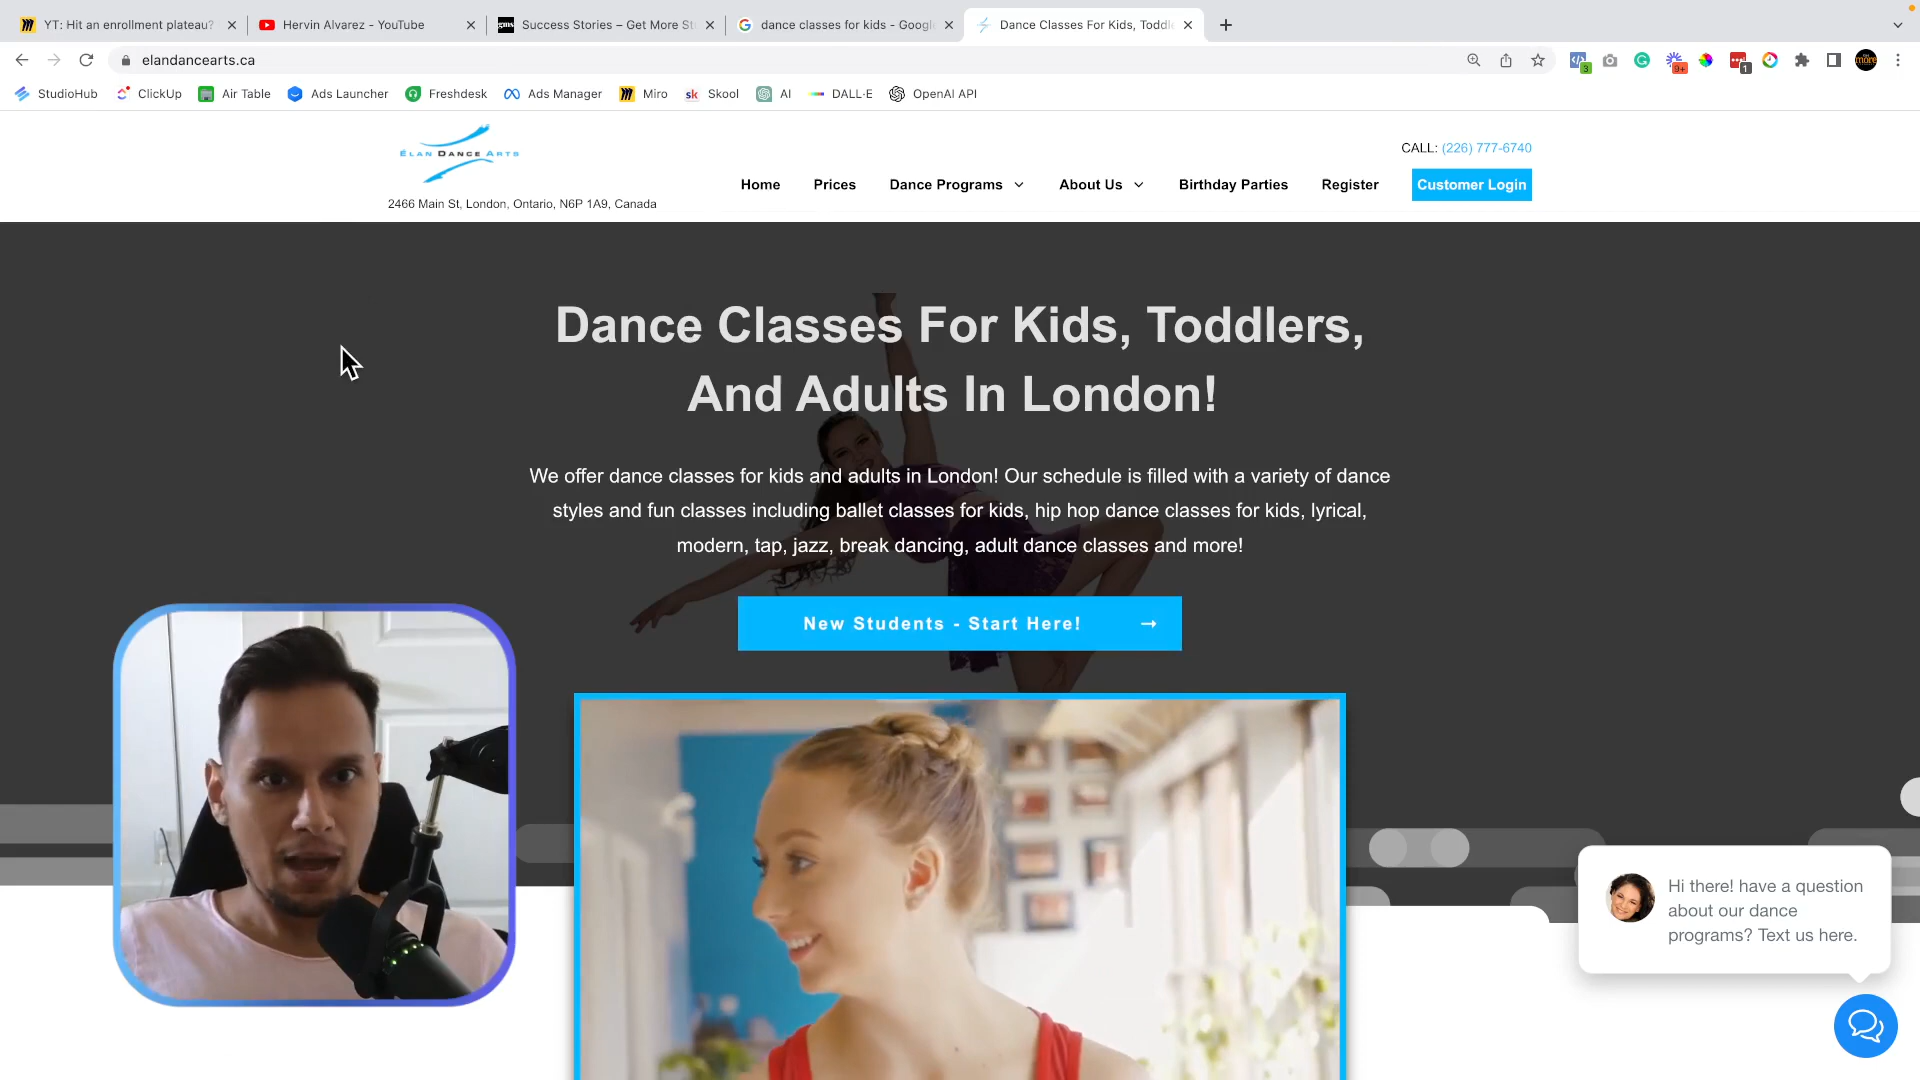 YT: Hit an enrollment plateau?
Hervin Alvarez - YouTube
Success Stories – Get More St
dance classes for kids - Google
Dance Classes For Kids, Toddl
elandancearts.ca
StudioHub
ClickUp
Air Table
Ads Launcher
Freshdesk
Ads Manager
Miro
sk Skool
AI
DALL·E
OpenAI API
ÉLAN DANCE ARTS
2466 Main St, London, Ontario, N6P 1A9, Canada
CALL: (226) 777-6740
Home
Prices
Dance Programs
About Us
Birthday Parties
Register
Customer Login
Dance Classes For Kids, Toddlers,
And Adults In London!
We offer dance classes for kids and adults in London! Our schedule is filled with a variety of dance
styles and fun classes including ballet classes for kids, hip hop dance classes for kids, lyrical,
modern, tap, jazz, break dancing, adult dance classes and more!
New Students - Start Here! →
Hi there! have a question
about our dance
programs? Text us here.